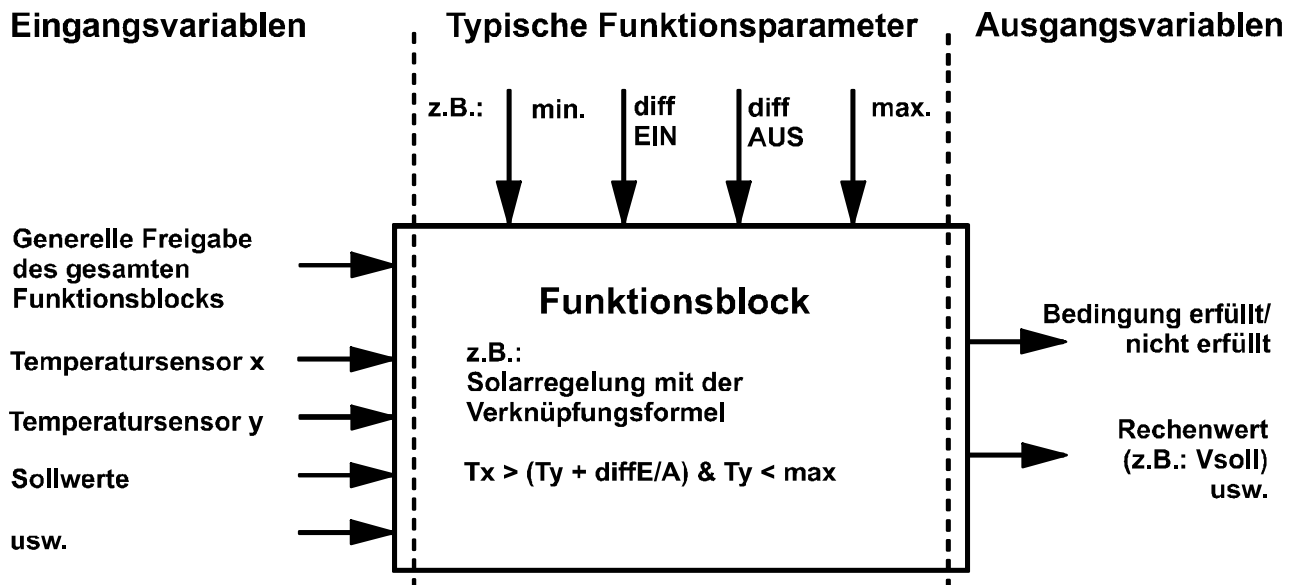 Eingangsvariablen
Typische Funktionsparameter
Ausgangsvariablen
z.B.:
min.
diff
EIN
diff
AUS
max.
Generelle Freigabe
des gesamten
Funktionsblocks
Temperatursensor x
Temperatursensor y
Sollwerte
usw.
Funktionsblock
z.B.:
Solarregelung mit der
Verknüpfungsformel
Tx > (Ty + diffE/A) & Ty < max
Bedingung erfüllt/
nicht erfüllt
Rechenwert
(z.B.: Vsoll)
usw.